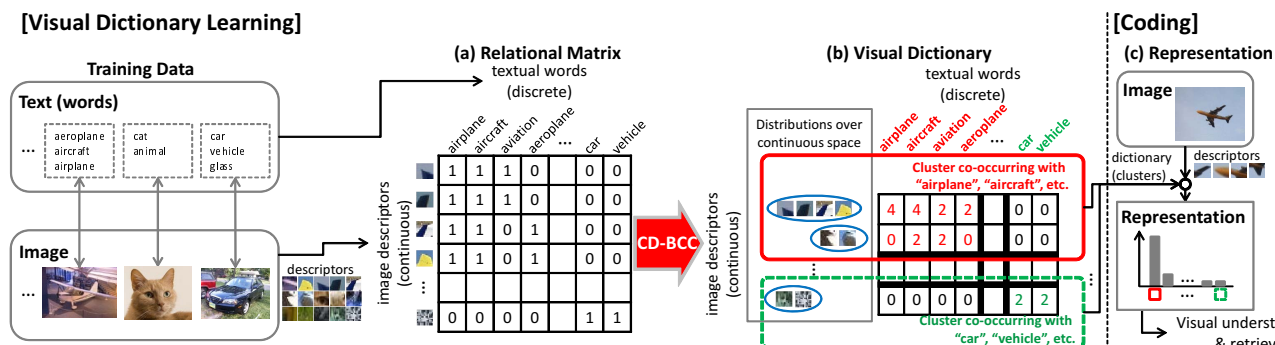 [Visual Dictionary Learning]
Training Data
Text (words)
...
aeroplane
aircraft
airplane
cat
animal
car
vehicle
glass
Image
...
descriptors
(a) Relational Matrix
textual words
(discrete)
airplane
aircraft
aviation
aeroplane
...
car
vehicle
image descriptors
(continuous)
1 1 1 0 0 0
1 1 1 0 0 0
1 1 0 1 0 0
1 1 0 1 0 0
...
0 0 0 0 1 1
CD-BCC
(b) Visual Dictionary
textual words
(discrete)
Distributions over
continuous space
airplane
aircraft
aviation
aeroplane
...
car
vehicle
image descriptors
(continuous)
Cluster co-occurring with
“airplane”, “aircraft”, etc.
4 4 2 2 0 0
0 2 2 0 0 0
...
0 0 0 0 2 2
Cluster co-occurring with
“car”, “vehicle”, etc.
...
[Coding]
(c) Representation
Image
dictionary
(clusters)
descriptors
Representation
...
...
Visual underst
& retriev